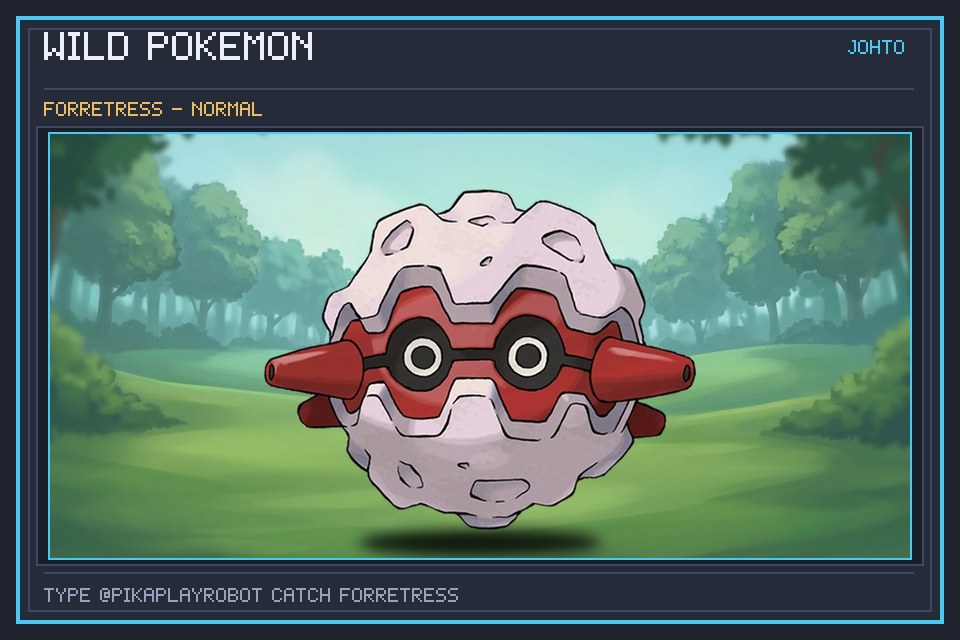 WILD POKEMON
JOHTO
FORRETRESS - NORMAL
TYPE @PIKAPLAYROBOT CATCH FORRETRESS